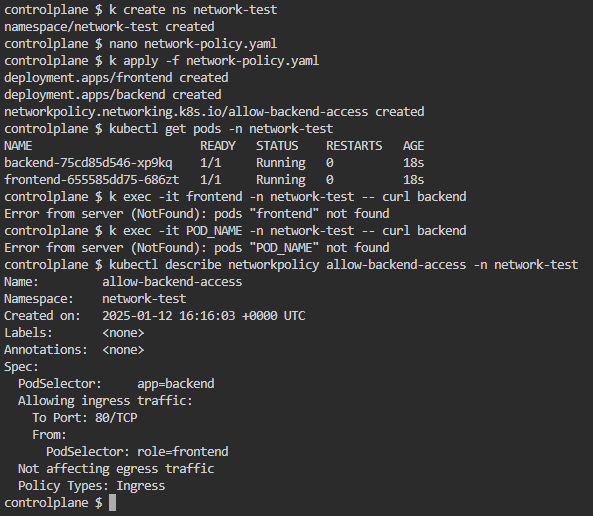 controlplane $ k create ns network-test
namespace/network-test created
controlplane $ nano network-policy.yaml
controlplane $ k apply -f network-policy.yaml
deployment.apps/frontend created
deployment.apps/backend created
networkpolicy.networking.k8s.io/allow-backend-access created
controlplane $ kubectl get pods -n network-test
NAME                        READY   STATUS    RESTARTS   AGE
backend-75cd85d546-xp9kq    1/1     Running   0          18s
frontend-655585dd75-686zt   1/1     Running   0          18s
controlplane $ k exec -it frontend -n network-test -- curl backend
Error from server (NotFound): pods "frontend" not found
controlplane $ k exec -it POD_NAME -n network-test -- curl backend
Error from server (NotFound): pods "POD_NAME" not found
controlplane $ kubectl describe networkpolicy allow-backend-access -n network-test
Name:         allow-backend-access
Namespace:    network-test
Created on:   2025-01-12 16:16:03 +0000 UTC
Labels:       <none>
Annotations:  <none>
Spec:
  PodSelector:     app=backend
  Allowing ingress traffic:
    To Port: 80/TCP
    From:
      PodSelector: role=frontend
  Not affecting egress traffic
  Policy Types: Ingress
controlplane $